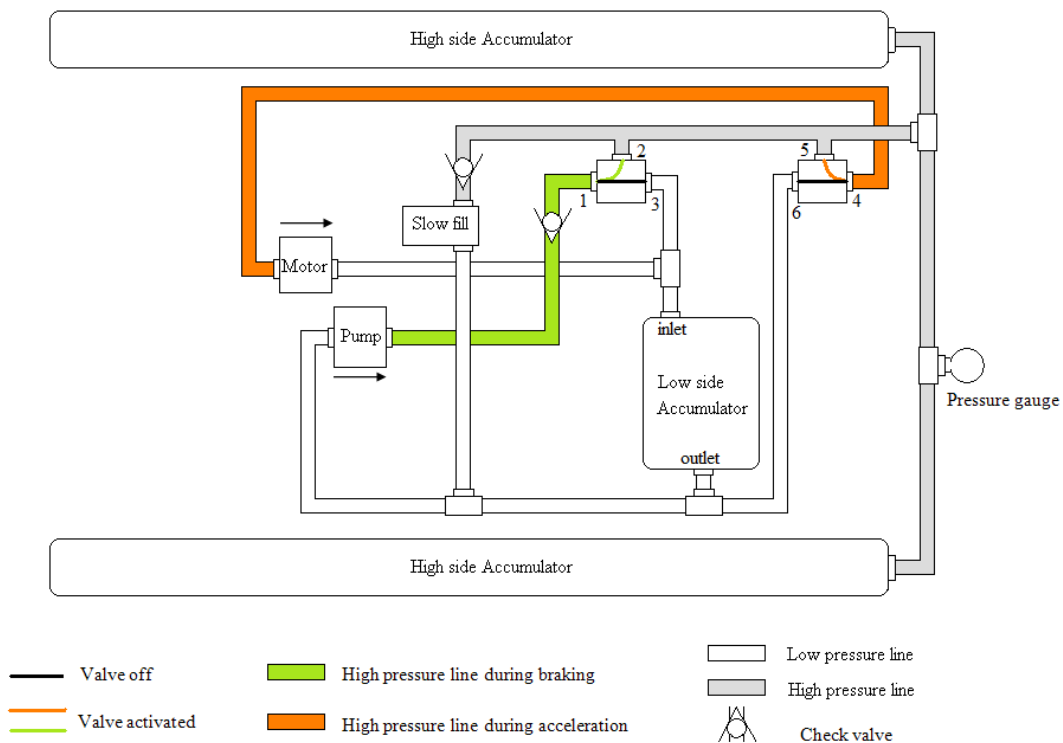 High side Accumulator
5
2
1
3
6
4
Slow fill
Motor
Pump
inlet
Low side
Accumulator
outlet
Pressure gauge
High side Accumulator
Valve off
High pressure line during braking
Low pressure line
High pressure line
Valve activated
High pressure line during acceleration
Check valve